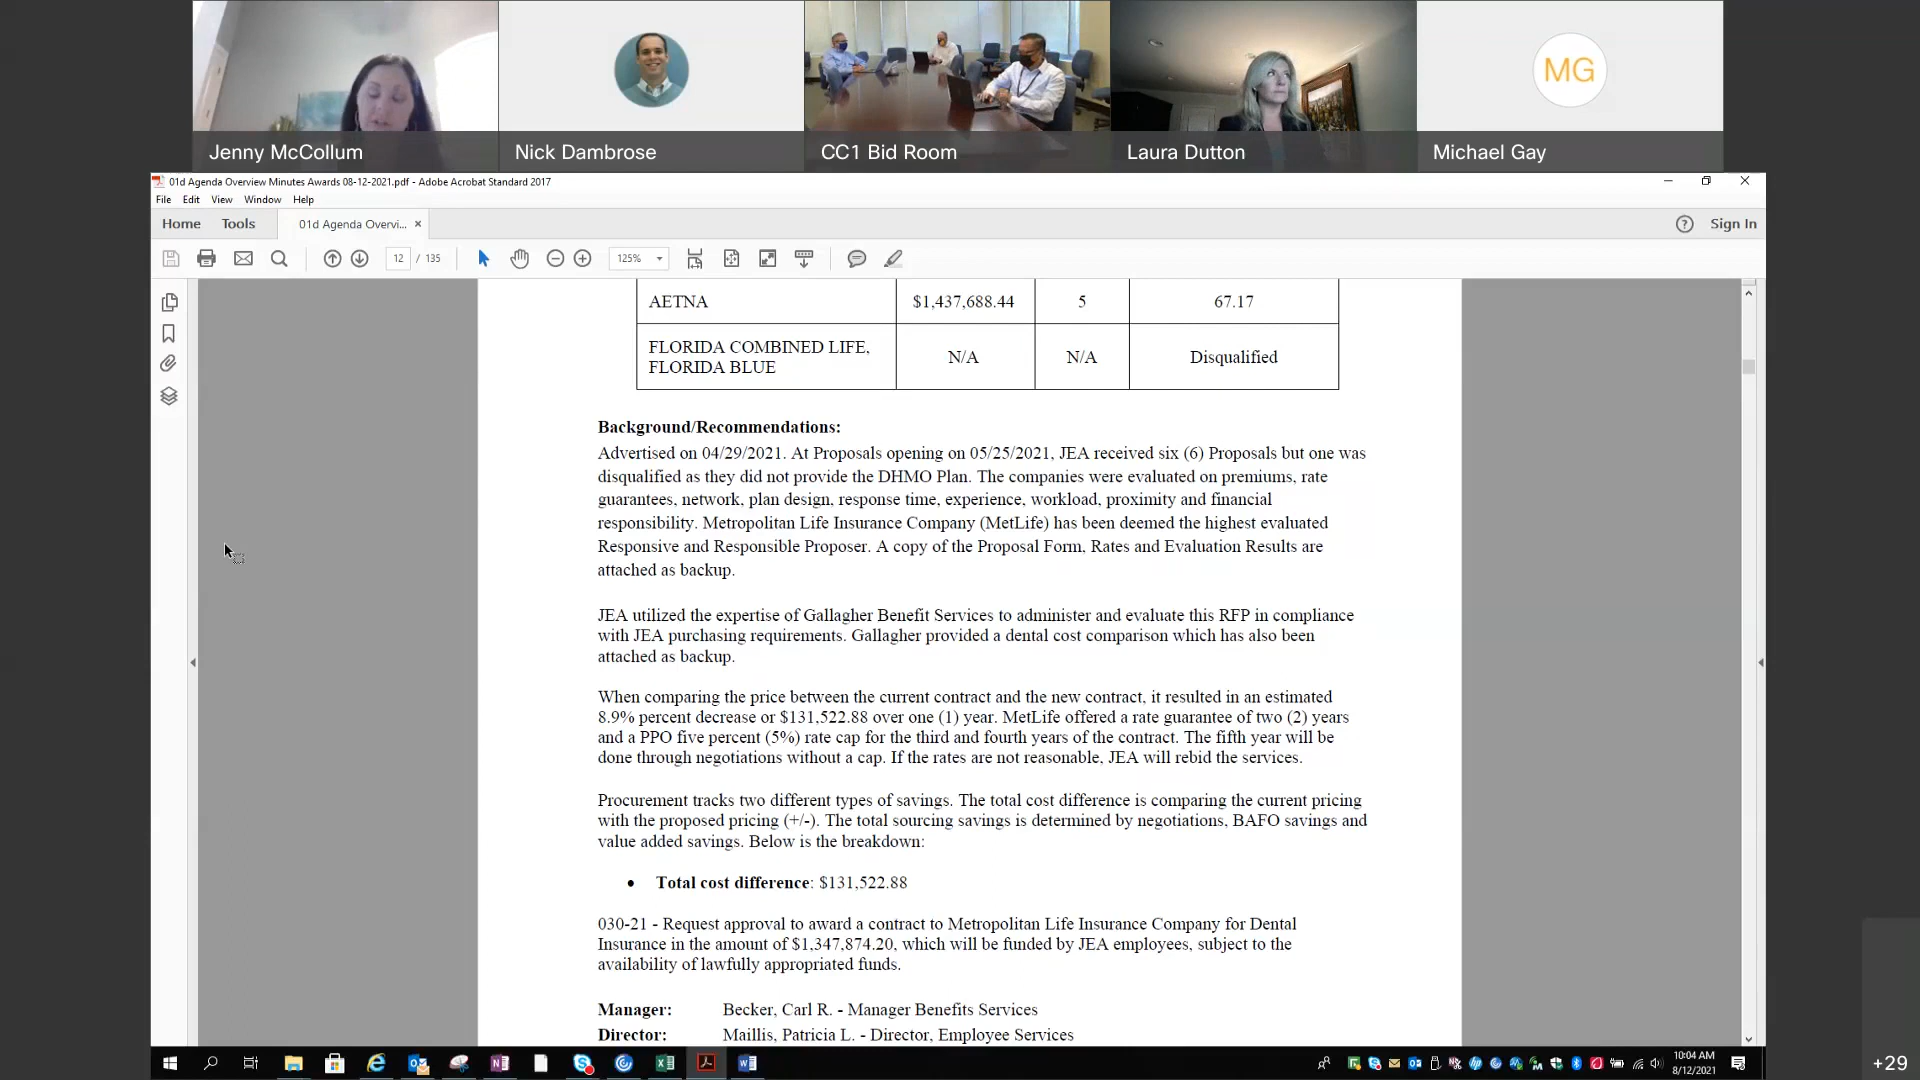 MG
Jenny McCollum
Nick Dambrose
CC1 Bid Room
Laura Dutton
Michael Gay
01d Agenda Overview Minutes Awards 08-12-2021.pdf - Adobe Acrobat Standard 2017
File Edit View Window Help
Home Tools 01d Agenda Overvi... × Sign In
12 / 135 125%
AETNA $1,437,688.44 5 67.17
FLORIDA COMBINED LIFE,
FLORIDA BLUE N/A N/A Disqualified
Background/Recommendations:
Advertised on 04/29/2021. At Proposals opening on 05/25/2021, JEA received six (6) Proposals but one was
disqualified as they did not provide the DHMO Plan. The companies were evaluated on premiums, rate
guarantees, network, plan design, response time, experience, workload, proximity and financial
responsibility. Metropolitan Life Insurance Company (MetLife) has been deemed the highest evaluated
Responsive and Responsible Proposer. A copy of the Proposal Form, Rates and Evaluation Results are
attached as backup.
JEA utilized the expertise of Gallagher Benefit Services to administer and evaluate this RFP in compliance
with JEA purchasing requirements. Gallagher provided a dental cost comparison which has also been
attached as backup.
When comparing the price between the current contract and the new contract, it resulted in an estimated
8.9% percent decrease or $131,522.88 over one (1) year. MetLife offered a rate guarantee of two (2) years
and a PPO five percent (5%) rate cap for the third and fourth years of the contract. The fifth year will be
done through negotiations without a cap. If the rates are not reasonable, JEA will rebid the services.
Procurement tracks two different types of savings. The total cost difference is comparing the current pricing
with the proposed pricing (+/-). The total sourcing savings is determined by negotiations, BAFO savings and
value added savings. Below is the breakdown:
• Total cost difference: $131,522.88
030-21 - Request approval to award a contract to Metropolitan Life Insurance Company for Dental
Insurance in the amount of $1,347,874.20, which will be funded by JEA employees, subject to the
availability of lawfully appropriated funds.
Manager: Becker, Carl R. - Manager Benefits Services
Director: Maillis, Patricia L. - Director, Employee Services
10:04 AM
8/12/2021
+29